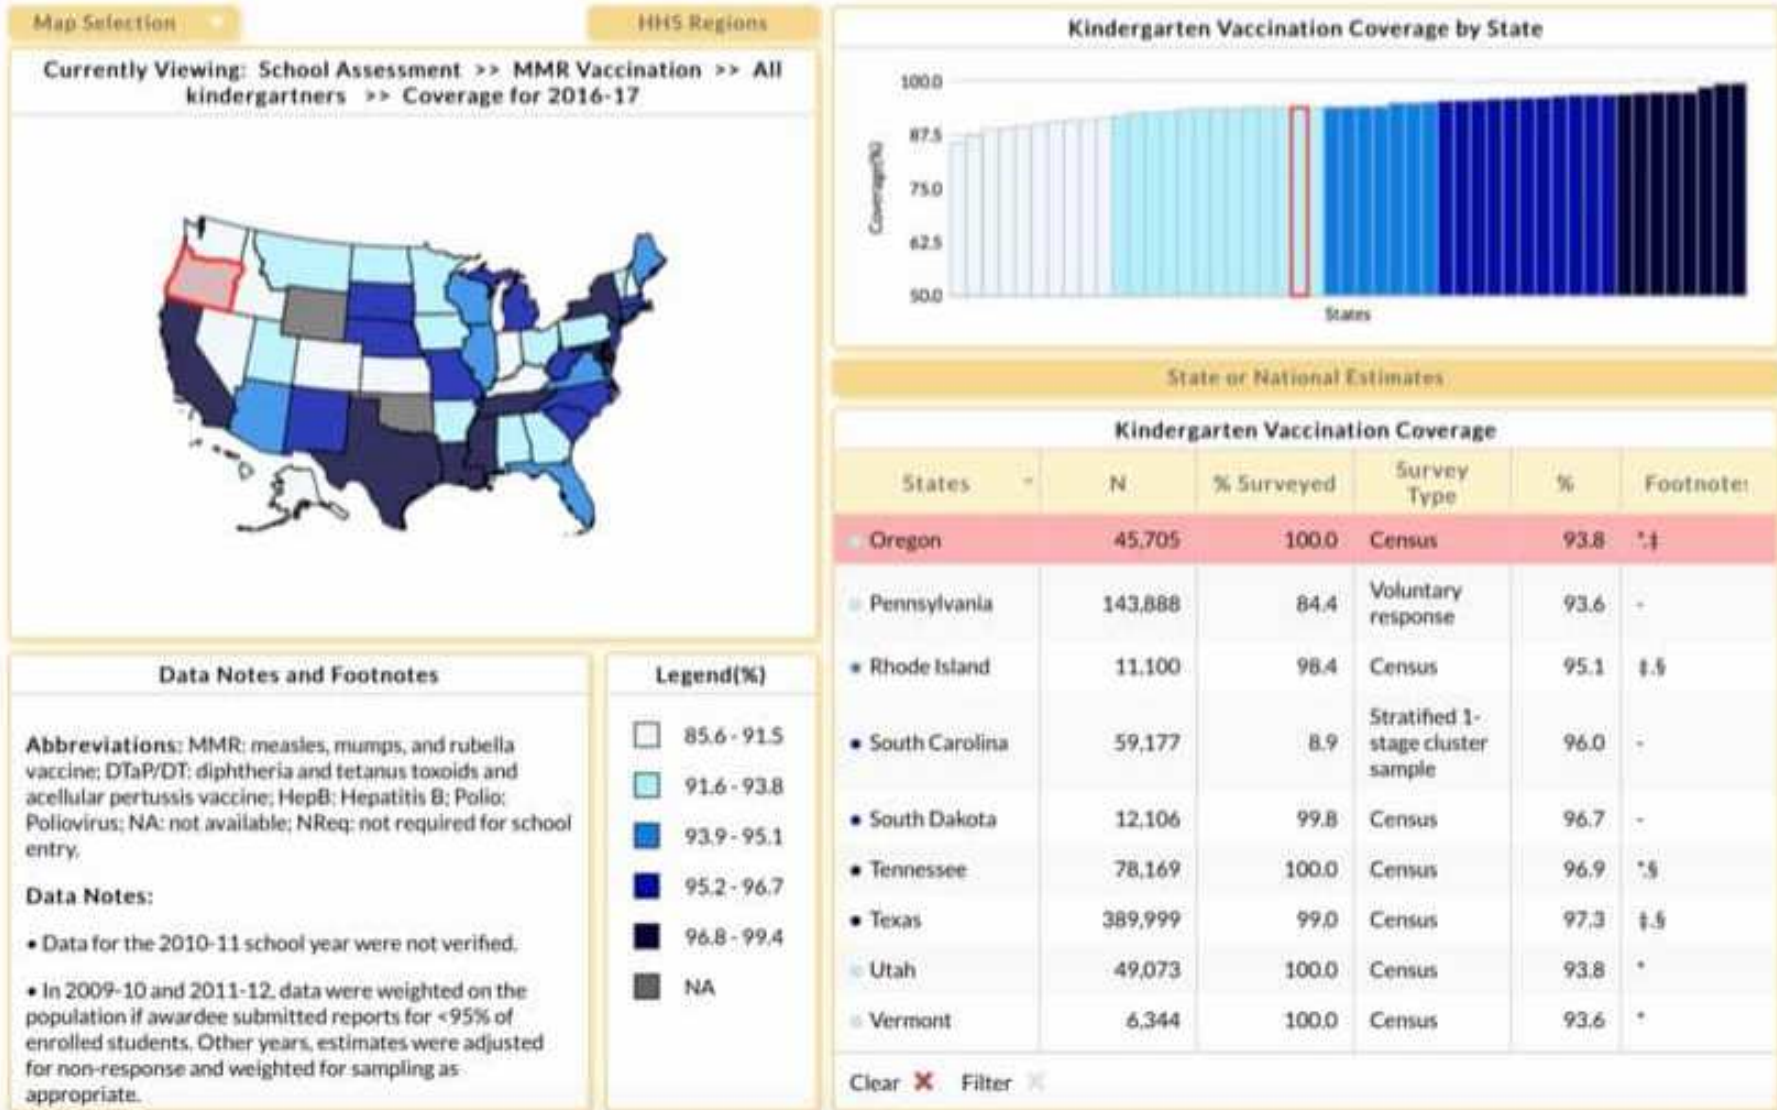 Map Selection
HHS Regions
Currently Viewing: School Assessment >> MMR Vaccination >> All
kindergartners >> Coverage for 2016-17
Kindergarten Vaccination Coverage by State
100.0
87.5
75.0
62.5
50.0
Coverage(%)
States
State or National Estimates
Kindergarten Vaccination Coverage
States N % Surveyed Survey Type % Footnote
Oregon 45,705 100.0 Census 93.8 *,‡
Pennsylvania 143,888 84.4 Voluntary response 93.6 -
Rhode Island 11,100 98.4 Census 95.1 ‡,§
South Carolina 59,177 8.9 Stratified 1-stage cluster sample 96.0 -
South Dakota 12,106 99.8 Census 96.7 -
Tennessee 78,169 100.0 Census 96.9 *,§
Texas 389,999 99.0 Census 97.3 ‡,§
Utah 49,073 100.0 Census 93.8 *
Vermont 6,344 100.0 Census 93.6 *
Clear Filter
Data Notes and Footnotes
Abbreviations: MMR: measles, mumps, and rubella
vaccine; DTaP/DT: diphtheria and tetanus toxoids and
acellular pertussis vaccine; HepB: Hepatitis B; Polio:
Poliovirus; NA: not available; NReq: not required for school
entry.
Data Notes:
• Data for the 2010-11 school year were not verified.
• In 2009-10 and 2011-12, data were weighted on the
population if awardee submitted reports for <95% of
enrolled students. Other years, estimates were adjusted
for non-response and weighted for sampling as
appropriate.
Legend(%)
85.6 - 91.5
91.6 - 93.8
93.9 - 95.1
95.2 - 96.7
96.8 - 99.4
NA